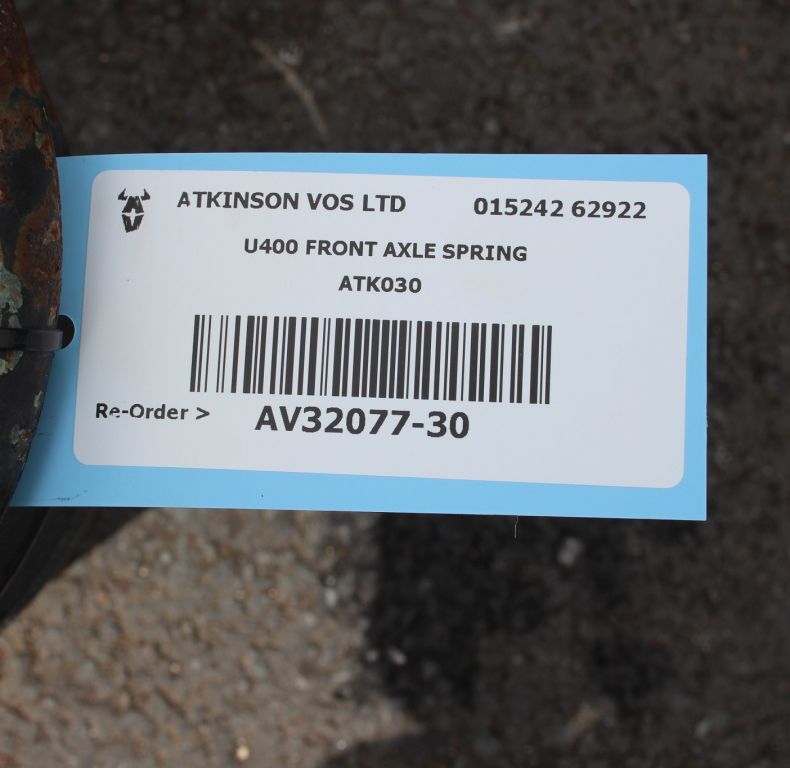 ATKINSON VOS LTD 015242 62922
U400 FRONT AXLE SPRING
ATK030
Re-Order > AV32077-30